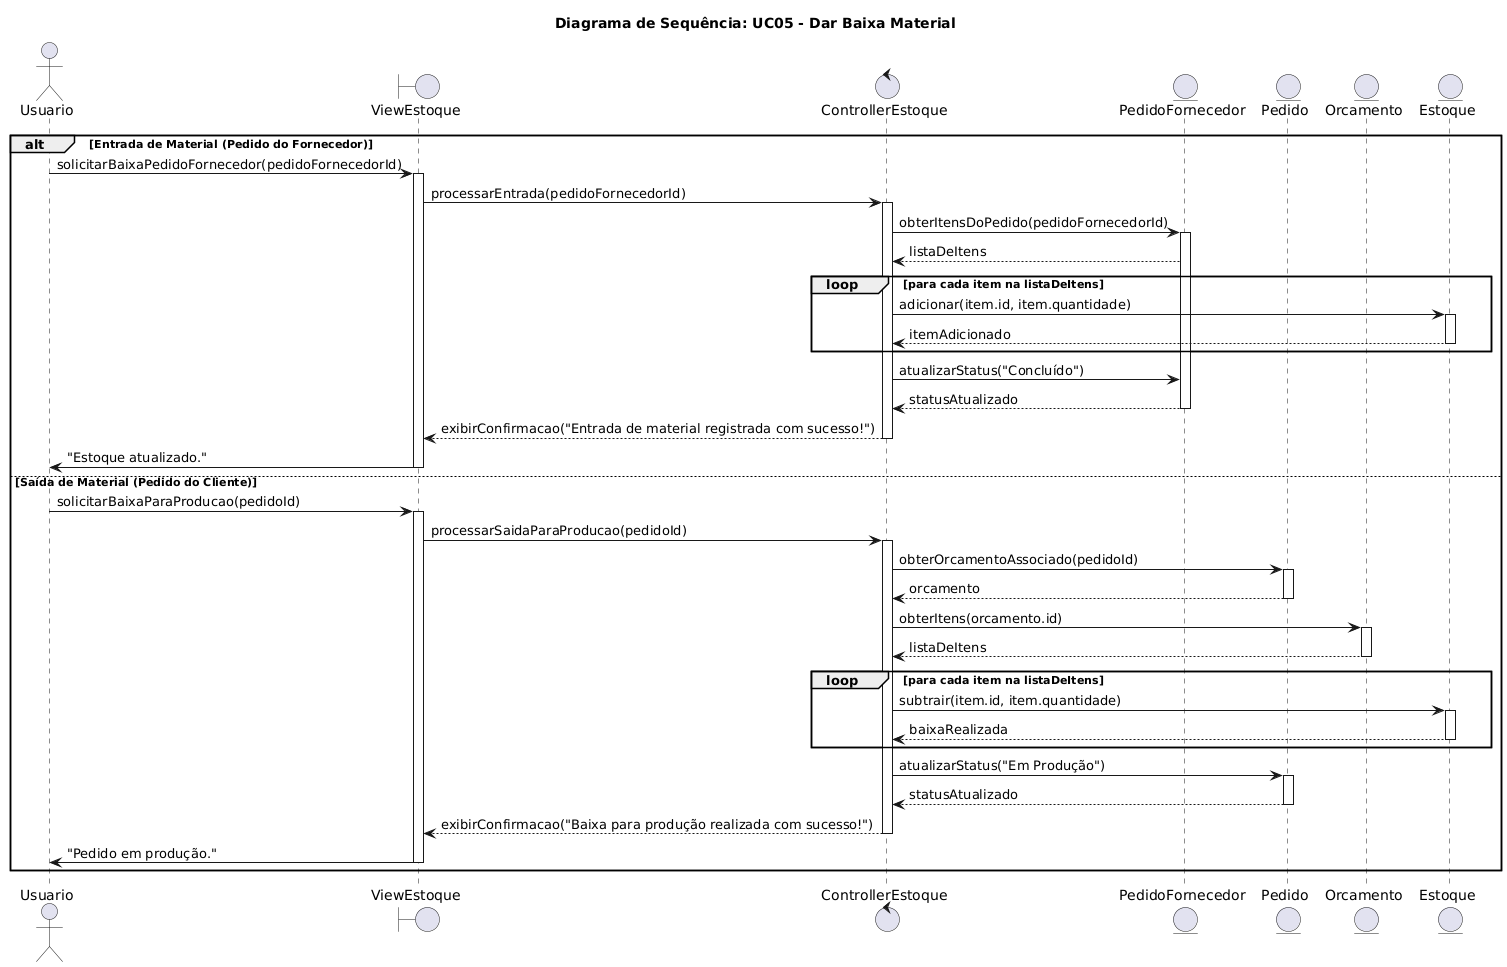 Diagrama de Sequência: UC05 - Dar Baixa Material
Usuario
ViewEstoque
ControllerEstoque
PedidoFornecedor
Pedido
Orcamento
Estoque
alt
[Entrada de Material (Pedido do Fornecedor)]
solicitarBaixaPedidoFornecedor(pedidoFornecedorId)
processarEntrada(pedidoFornecedorId)
obterItensDoPedido(pedidoFornecedorId)
listaDeItens
loop
[para cada item na listaDeItens]
adicionar(item.id, item.quantidade)
itemAdicionado
atualizarStatus("Concluído")
statusAtualizado
exibirConfirmacao("Entrada de material registrada com sucesso!")
"Estoque atualizado."
[Saída de Material (Pedido do Cliente)]
solicitarBaixaParaProducao(pedidoId)
processarSaidaParaProducao(pedidoId)
obterOrcamentoAssociado(pedidoId)
orcamento
obterItens(orcamento.id)
listaDeItens
loop
[para cada item na listaDeItens]
subtrair(item.id, item.quantidade)
baixaRealizada
atualizarStatus("Em Produção")
statusAtualizado
exibirConfirmacao("Baixa para produção realizada com sucesso!")
"Pedido em produção."
Usuario
ViewEstoque
ControllerEstoque
PedidoFornecedor
Pedido
Orcamento
Estoque